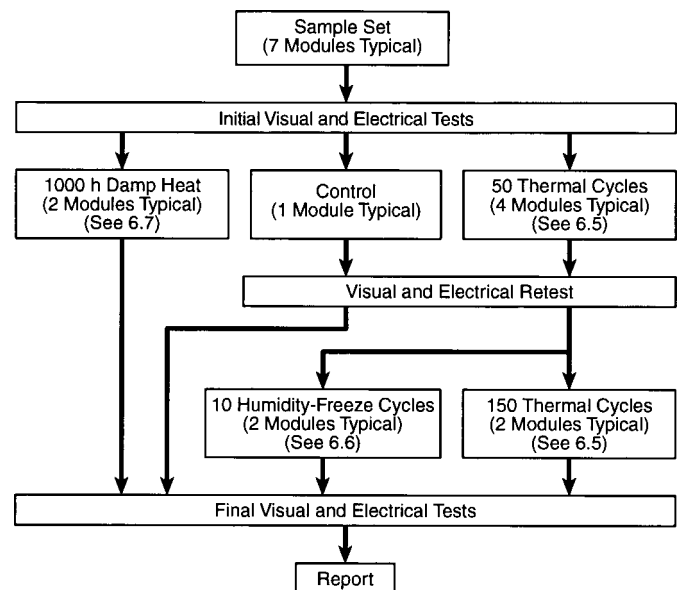 Sample Set
(7 Modules Typical)
Initial Visual and Electrical Tests
1000 h Damp Heat
(2 Modules Typical)
(See 6.7)
Control
(1 Module Typical)
50 Thermal Cycles
(4 Modules Typical)
(See 6.5)
Visual and Electrical Retest
10 Humidity-Freeze Cycles
(2 Modules Typical)
(See 6.6)
150 Thermal Cycles
(2 Modules Typical)
(See 6.5)
Final Visual and Electrical Tests
Report